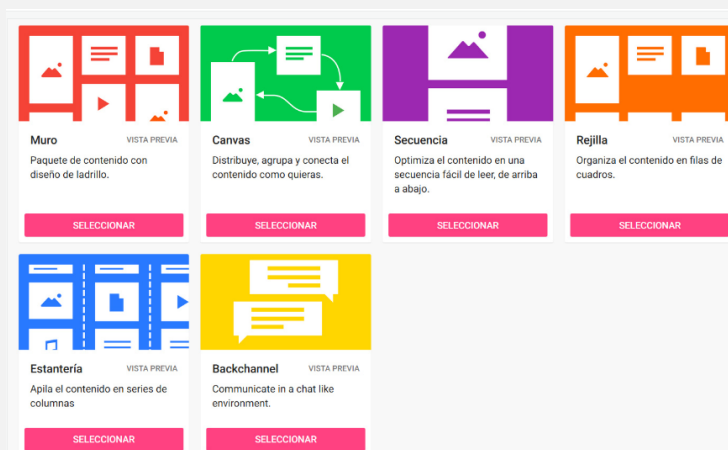 Muro VISTA PREVIA
Paquete de contenido con
diseño de ladrillo.
SELECCIONAR
Canvas VISTA PREVIA
Distribuye, agrupa y conecta el
contenido como quieras.
SELECCIONAR
Secuencia VISTA PREVIA
Optimiza el contenido en una
secuencia fácil de leer, de arriba
a abajo.
SELECCIONAR
Rejilla VISTA PREVIA
Organiza el contenido en filas de
cuadros.
SELECCIONAR
Estantería VISTA PREVIA
Apila el contenido en series de
columnas
SELECCIONAR
Backchannel VISTA PREVIA
Communicate in a chat like
environment.
SELECCIONAR